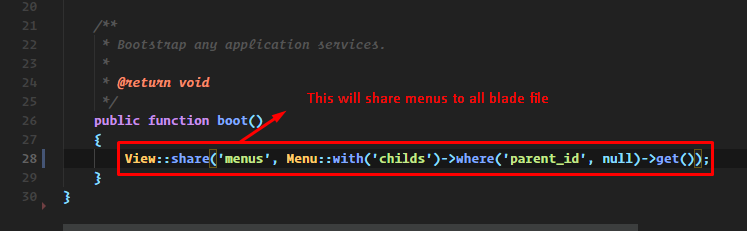 20
21 /**
22 * Bootstrap any application services.
23 *
24 * @return void
25 */
This will share menus to all blade file
26 public function boot()
27 {
28 View::share('menus', Menu::with('childs')->where('parent_id', null)->get());
29 }
30 }